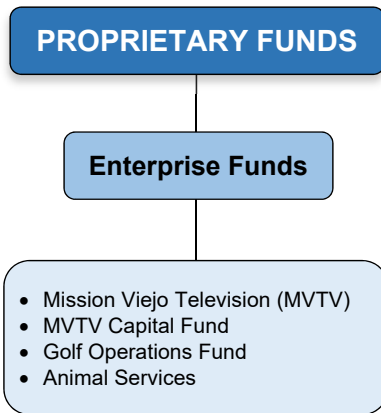 PROPRIETARY FUNDS
Enterprise Funds
• Mission Viejo Television (MVTV)
• MVTV Capital Fund
• Golf Operations Fund
• Animal Services